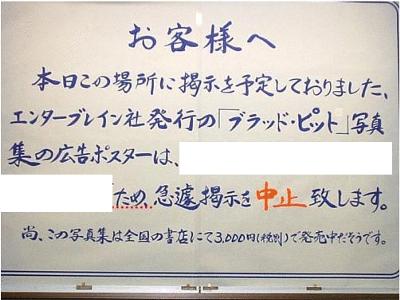 お客様へ
本日この場所に掲示を予定しておりました、
エンターブレイン社発行の「ブラッド・ピット」写真
集の広告ポスターは、
ため、急遽掲示を中止致します。
尚、この写真集は全国の書店にて3,000円(税別)で発売中だそうです。